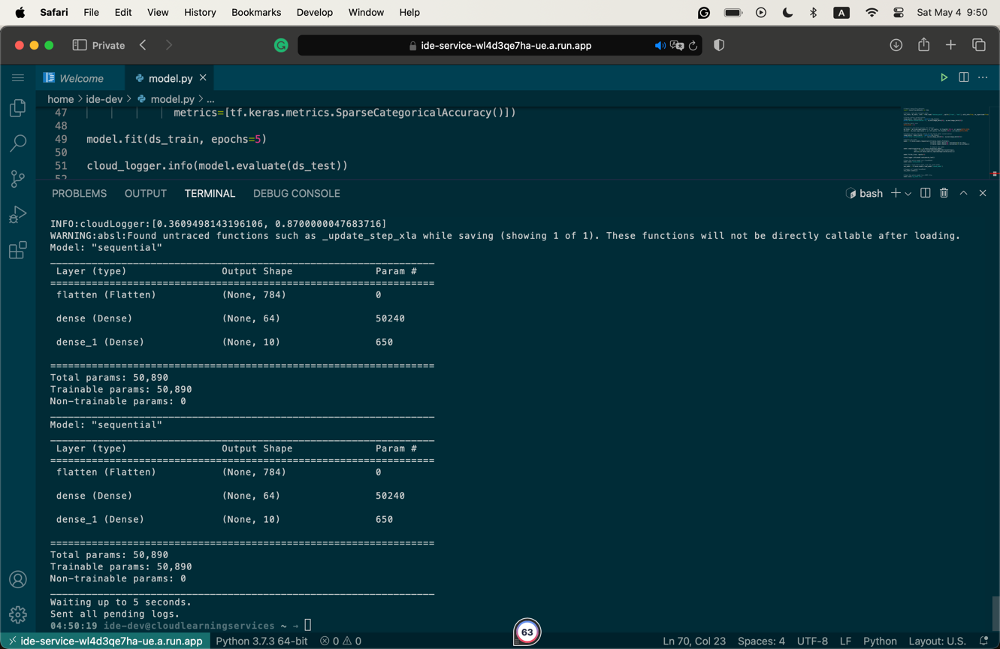 Safari File Edit View History Bookmarks Develop Window Help A Sat May 4 9:50
Private ide-service-wl4d3qe7ha-ue.a.run.app
Welcome model.py
home > ide-dev > model.py > ...
47 metrics=[tf.keras.metrics.SparseCategoricalAccuracy()])
48
49 model.fit(ds_train, epochs=5)
50
51 cloud_logger.info(model.evaluate(ds_test))
52
PROBLEMS OUTPUT TERMINAL DEBUG CONSOLE bash
INFO:cloudLogger:[0.3609498143196106, 0.8700000047683716]
WARNING:absl:Found untraced functions such as _update_step_xla while saving (showing 1 of 1). These functions will not be directly callable after loading.
Model: "sequential"
_________________________________________________________________
Layer (type) Output Shape Param #
=================================================================
flatten (Flatten) (None, 784) 0
dense (Dense) (None, 64) 50240
dense_1 (Dense) (None, 10) 650
=================================================================
Total params: 50,890
Trainable params: 50,890
Non-trainable params: 0
_________________________________________________________________
Model: "sequential"
_________________________________________________________________
Layer (type) Output Shape Param #
=================================================================
flatten (Flatten) (None, 784) 0
dense (Dense) (None, 64) 50240
dense_1 (Dense) (None, 10) 650
=================================================================
Total params: 50,890
Trainable params: 50,890
Non-trainable params: 0
_________________________________________________________________
Waiting up to 5 seconds.
Sent all pending logs.
04:50:19 ide-dev@cloudlearningservices ~ →
63
ide-service-wl4d3qe7ha-ue.a.run.app Python 3.7.3 64-bit 0 0 Ln 70, Col 23 Spaces: 4 UTF-8 LF Python Layout: U.S.